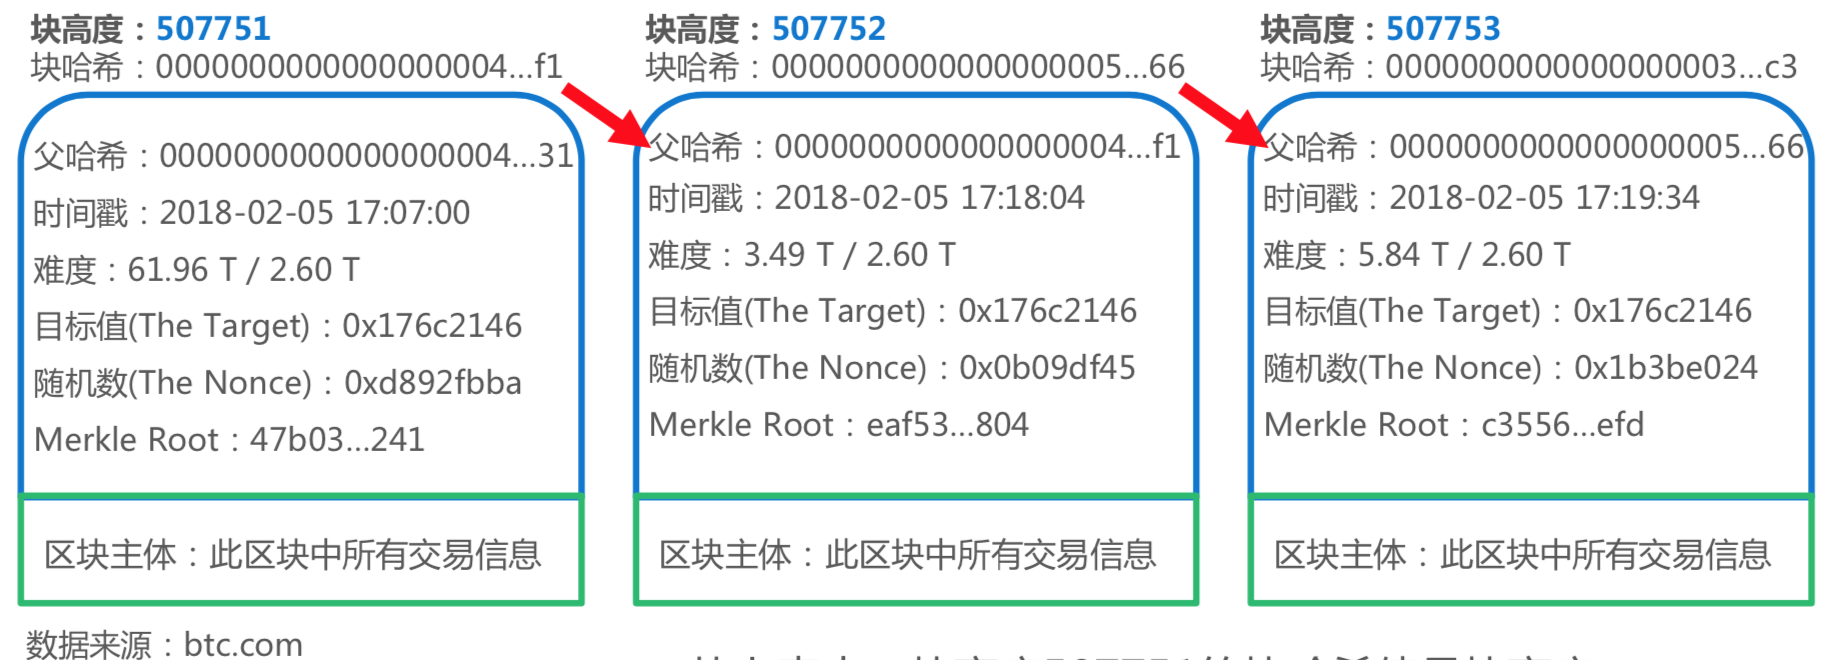 块高度：507751
块哈希：0000000000000000004...f1
父哈希：0000000000000000004...31
时间戳：2018-02-05 17:07:00
难度：61.96 T / 2.60 T
目标值(The Target)：0x176c2146
随机数(The Nonce)：0xd892fbba
Merkle Root：47b03...241
区块主体：此区块中所有交易信息
块高度：507752
块哈希：0000000000000000005...66
父哈希：0000000000000000004...f1
时间戳：2018-02-05 17:18:04
难度：3.49 T / 2.60 T
目标值(The Target)：0x176c2146
随机数(The Nonce)：0x0b09df45
Merkle Root：eaf53...804
区块主体：此区块中所有交易信息
块高度：507753
块哈希：0000000000000000003...c3
父哈希：0000000000000000005...66
时间戳：2018-02-05 17:19:34
难度：5.84 T / 2.60 T
目标值(The Target)：0x176c2146
随机数(The Nonce)：0x1b3be024
Merkle Root：c3556...efd
区块主体：此区块中所有交易信息
数据来源：btc.com